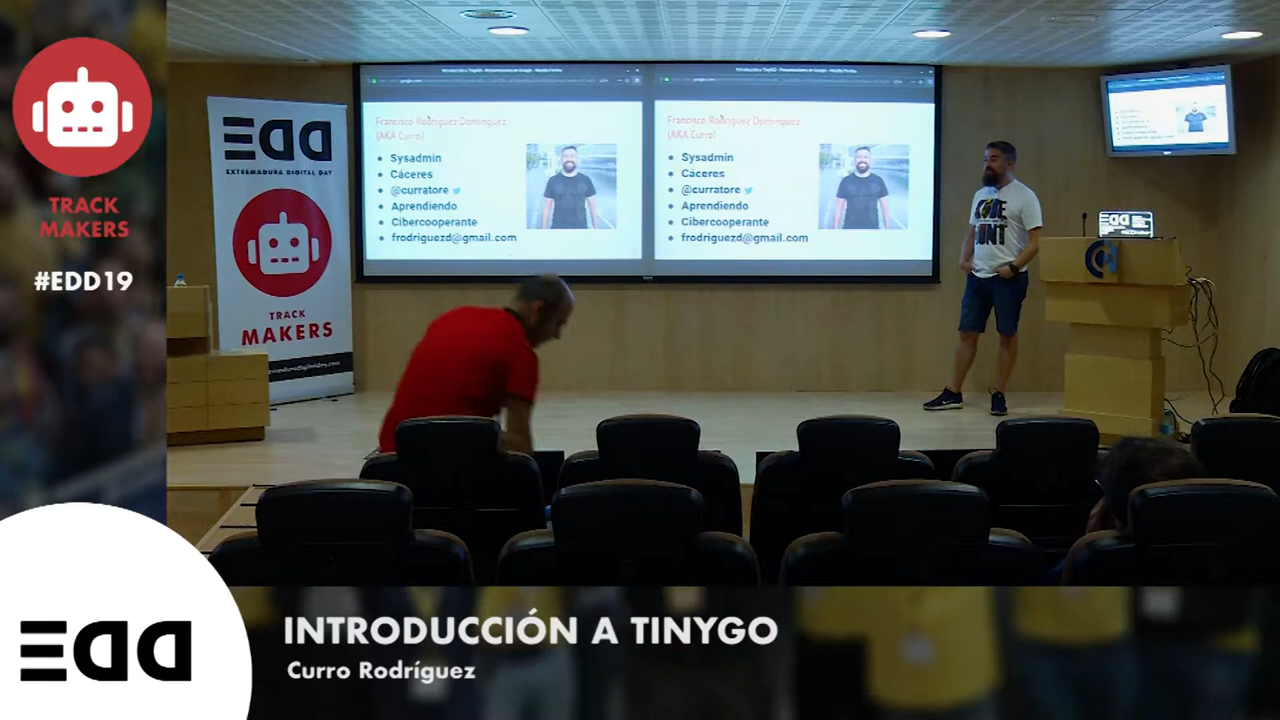 TRACK
MAKERS
#EDD19
EDD
EXTREMADURA DIGITAL DAY
TRACK
MAKERS
Francisco Rodríguez Domínguez
(AKA Curro)
Sysadmin
Cáceres
@curratore
Aprendiendo
Cibercooperante
frodriguezd@gmail.com
Francisco Rodríguez Domínguez
(AKA Curro)
Sysadmin
Cáceres
@curratore
Aprendiendo
Cibercooperante
frodriguezd@gmail.com
EDD
EDD
INTRODUCCIÓN A TINYGO
Curro Rodríguez